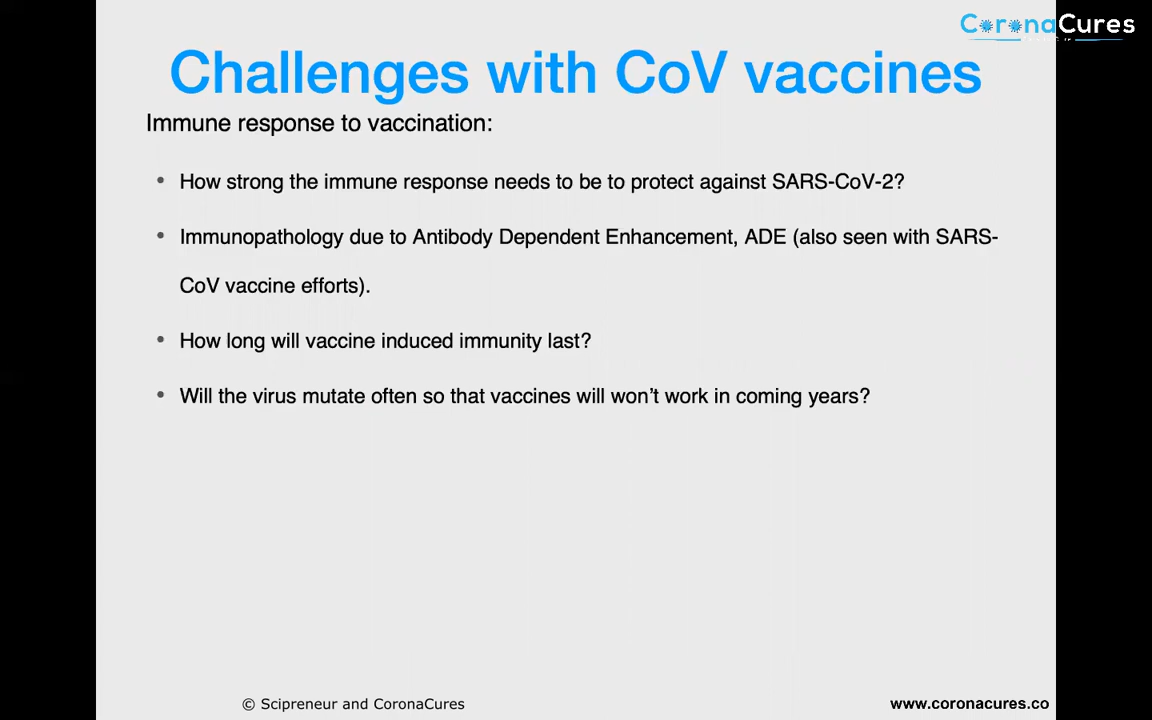 CoronaCures
Challenges with CoV vaccines
Immune response to vaccination:
• How strong the immune response needs to be to protect against SARS-CoV-2?
• Immunopathology due to Antibody Dependent Enhancement, ADE (also seen with SARS-
CoV vaccine efforts).
• How long will vaccine induced immunity last?
• Will the virus mutate often so that vaccines will won't work in coming years?
© Scipreneur and CoronaCures
www.coronacures.co